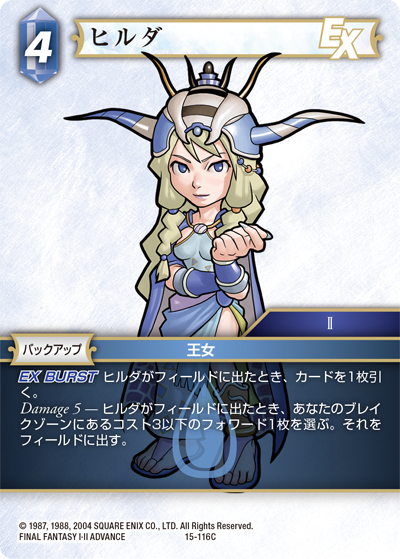 4
ヒルダ
EX
II
バックアップ
王女
EX BURST ヒルダがフィールドに出たとき、カードを1枚引
く。
Damage 5 — ヒルダがフィールドに出たとき、あなたのブレイ
クゾーンにあるコスト3以下のフォワード1枚を選ぶ。それを
フィールドに出す。
© 1987, 1988, 2004 SQUARE ENIX CO., LTD. All Rights Reserved.
FINAL FANTASY I·II ADVANCE
15-116C